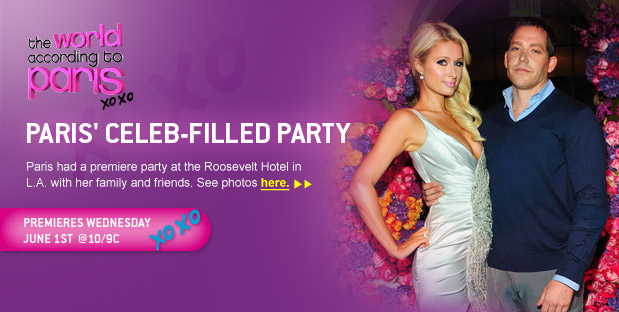 the world
according to
paris
xoxo
PARIS' CELEB-FILLED PARTY
Paris had a premiere party at the Roosevelt Hotel in
L.A. with her family and friends. See photos here.
PREMIERES WEDNESDAY
JUNE 1ST @10/9C
XOXO